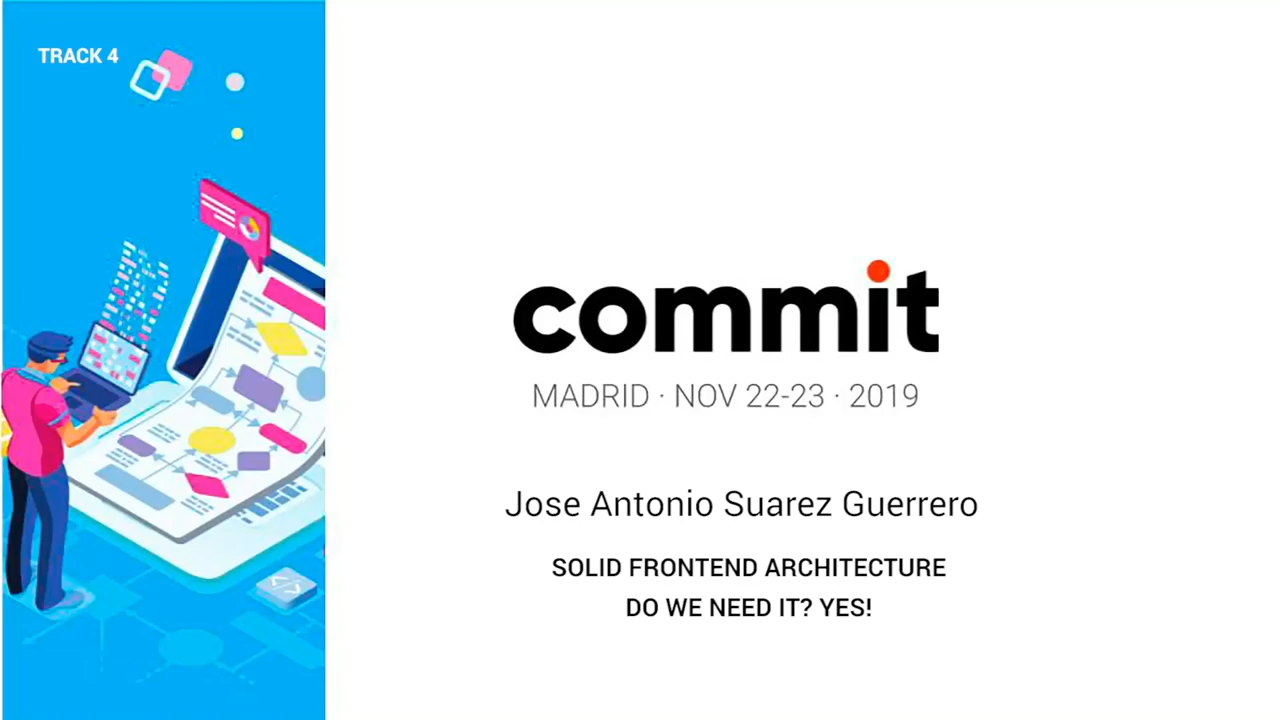 TRACK 4
commit
MADRID · NOV 22-23 · 2019
Jose Antonio Suarez Guerrero
SOLID FRONTEND ARCHITECTURE
DO WE NEED IT? YES!